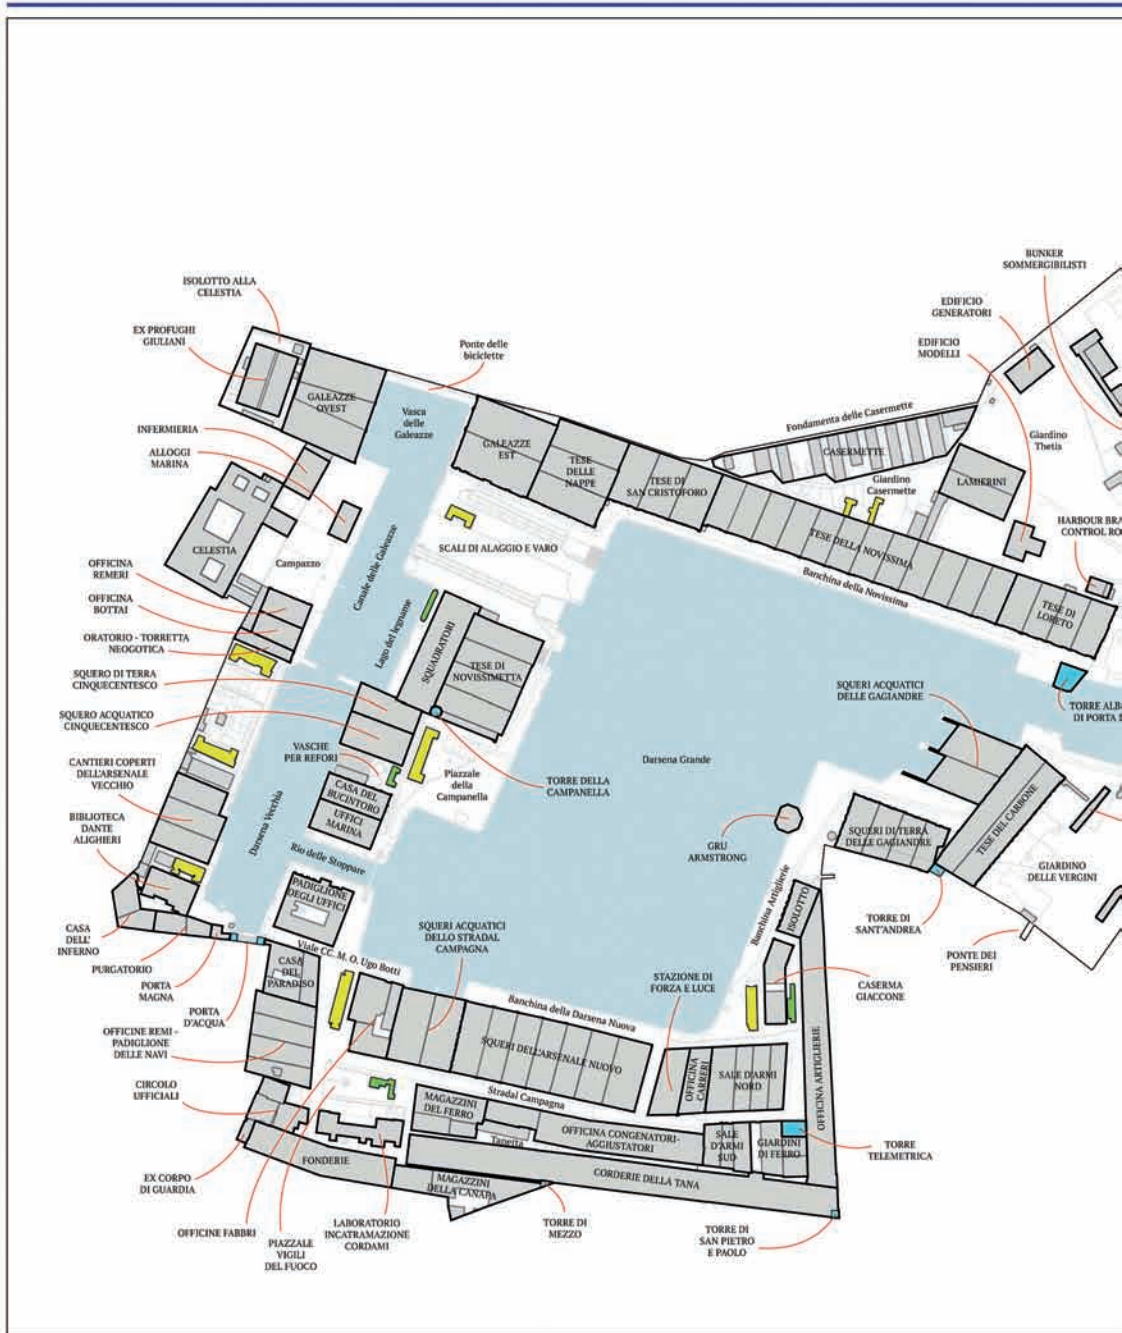 BUNKER
SOMMERGIBILISTI
ISOLOTTO ALLA
CELESTIA
EDIFICIO
GENERATORI
EX PROFUGHI
GIULIANI
Ponte delle
biciclette
EDIFICIO
MODELLI
GALEAZZE
OVEST
Vasca
delle
Galeazze
Fondamenta delle Casermette
INFERMIERIA
GALEAZZE
EST
TESE
DELLE
NAPPE
CASERMETTE
Giardino
Thetis
ALLOGGI
MARINA
TESE DI
SAN CRISTOFORO
Giardino
Casermette
LAMIERINI
CELESTIA
SCALI DI ALAGGIO E VARO
TESE DELLA NOVISSIMA
HARBOUR BRA
CONTROL RO
Campazzo
Canale delle Galeazze
Banchina della Novissima
OFFICINA
REMERI
OFFICINA
BOTTAI
TESE DI
LORETO
ORATORIO - TORRETTA
NEOGOTICA
Lago del legname
SQUADRATORI
TESE DI
NOVISSIMETTA
SQUERO DI TERRA
CINQUECENTESCO
SQUERI ACQUATICI
DELLE GAGIANDRE
SQUERO ACQUATICO
CINQUECENTESCO
TORRE ALB
DI PORTA
VASCHE
PER REFORI
CANTIERI COPERTI
DELL'ARSENALE
VECCHIO
Piazzale
della
Campanella
TORRE DELLA
CAMPANELLA
Darsena Grande
CASA DEL
BUCINTORO
UFFICI
MARINA
Darsena Vecchia
BIBLIOTECA
DANTE
ALIGHIERI
GRU
ARMSTRONG
SQUERI DI TERRA
DELLE GAGIANDRE
TESE DEL CARBONE
Rio delle Stoppare
GIARDINO
DELLE VERGINI
PADIGLIONE
DEGLI UFFICI
Banchina Artiglierie
ISOLOTTO
CASA
DELL'
INFERNO
SQUERI ACQUATICI
DELLO STRADAL
CAMPAGNA
TORRE DI
SANT'ANDREA
PURGATORIO
Viale CC. M. O. Ugo Botti
PONTE DEI
PENSIERI
CASA
DEL
PARADISO
STAZIONE DI
FORZA E LUCE
CASERMA
GIACCONE
PORTA
MAGNA
PORTA
D'ACQUA
Banchina della Darsena Nuova
OFFICINE REMI -
PADIGLIONE
DELLE NAVI
SQUERI DELL'ARSENALE NUOVO
OFFICINA ARTIGLIERIE
OFFICINA
CARRERI
SALE D'ARMI
NORD
CIRCOLO
UFFICIALI
Stradal Campagna
MAGAZZINI
DEL FERRO
Tanetta
OFFICINA CONGENATORI-
AGGIUSTATORI
SALE
D'ARMI
SUD
GIARDINI
DI FERRO
TORRE
TELEMETRICA
FONDERIE
CORDERIE DELLA TANA
EX CORPO
DI GUARDIA
MAGAZZINI
DELLA CANAPA
OFFICINE FABBRI
PIAZZALE
VIGILI
DEL FUOCO
LABORATORIO
INCATRAMAZIONE
CORDAMI
TORRE DI
MEZZO
TORRE DI
SAN PIETRO
E PAOLO